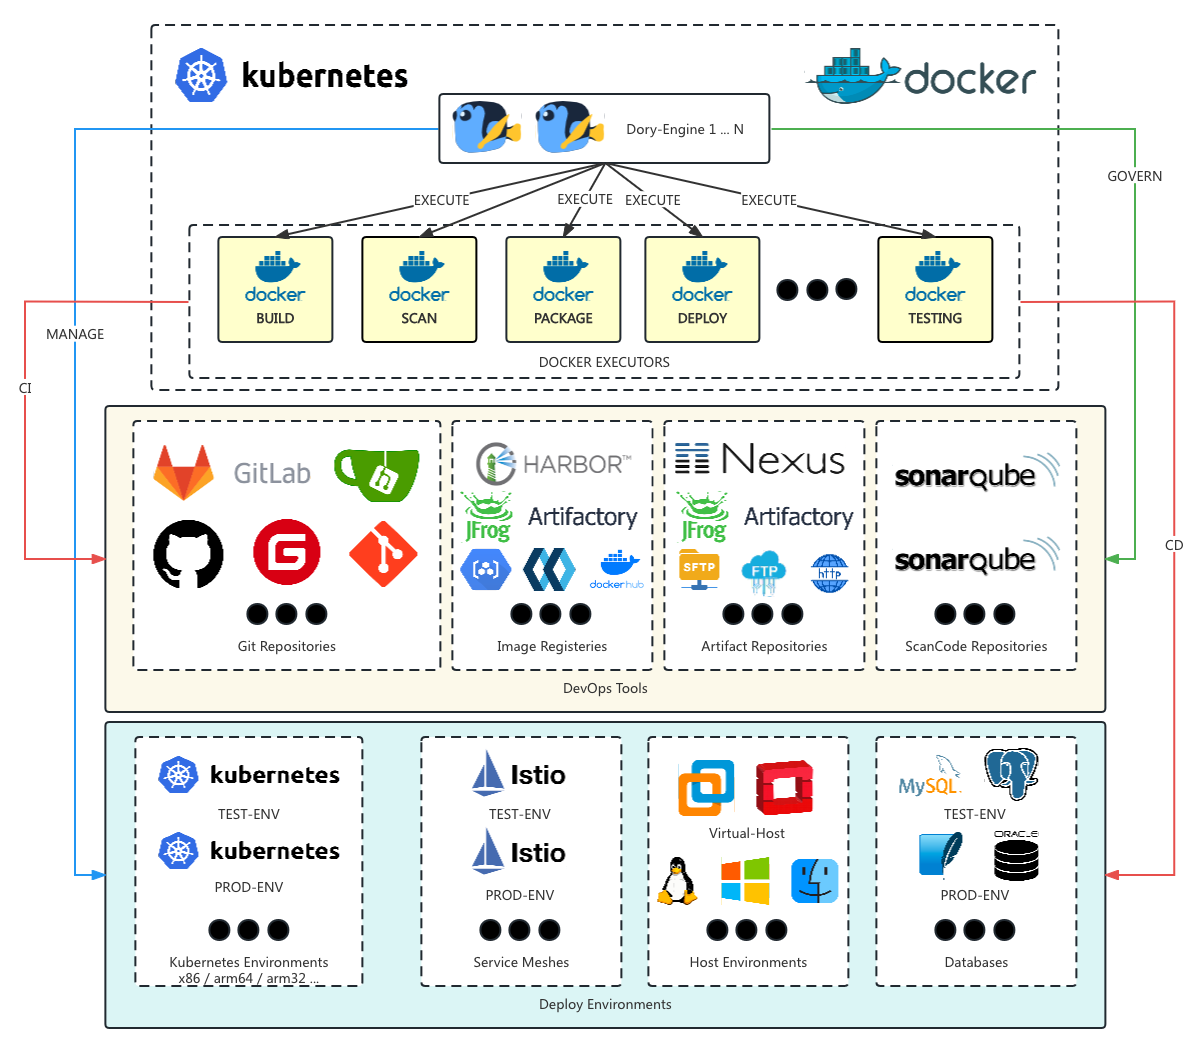 kubernetes
docker
Dory-Engine 1 ... N
GOVERN
EXECUTE
EXECUTE
EXECUTE
EXECUTE
docker
BUILD
docker
SCAN
docker
PACKAGE
docker
DEPLOY
docker
TESTING
MANAGE
DOCKER EXECUTORS
CI
CD
GitLab
G
Git Repositories
HARBOR™
JFrog
Artifactory
dockerhub
Image Registeries
Nexus
JFrog
Artifactory
SFTP
FTP
http
Artifact Repositories
sonarqube
sonarqube
ScanCode Repositories
DevOps Tools
kubernetes
TEST-ENV
kubernetes
PROD-ENV
Kubernetes Environments
x86 / arm64 / arm32 ...
Istio
TEST-ENV
Istio
PROD-ENV
Service Meshes
Virtual-Host
Host Environments
MySQL.
TEST-ENV
ORACLE
PROD-ENV
Databases
Deploy Environments